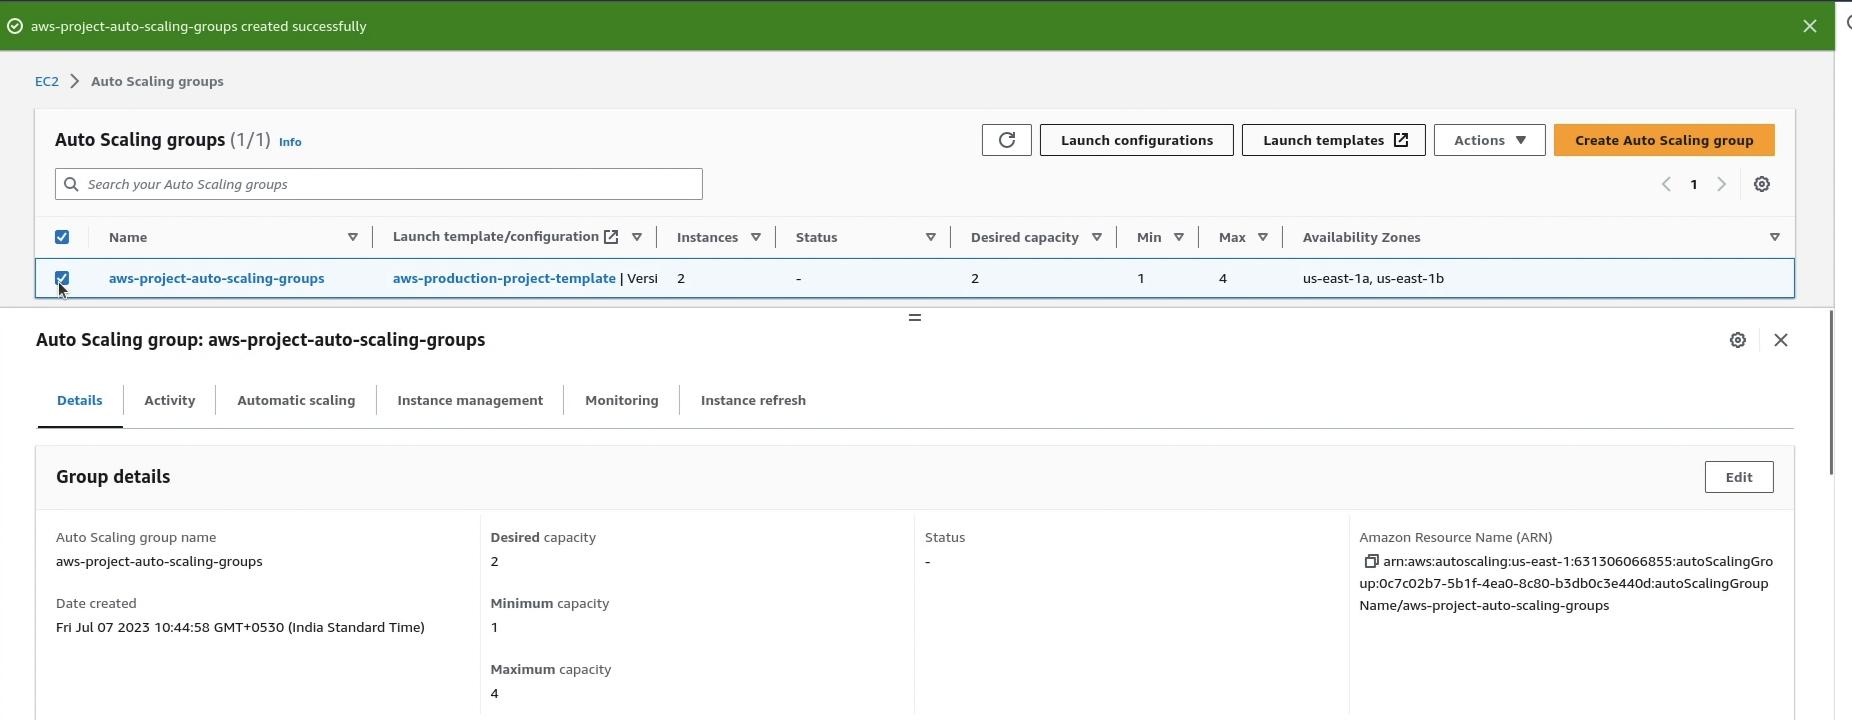 aws-project-auto-scaling-groups created successfully
EC2 Auto Scaling groups
Auto Scaling groups (1/1) Info
Launch configurations Launch templates Actions Create Auto Scaling group
Search your Auto Scaling groups
1
Name Launch template/configuration Instances Status Desired capacity Min Max Availability Zones
aws-project-auto-scaling-groups aws-production-project-template | Versi 2 - 2 1 4 us-east-1a, us-east-1b
Auto Scaling group: aws-project-auto-scaling-groups
Details Activity Automatic scaling Instance management Monitoring Instance refresh
Group details
Edit
Auto Scaling group name
aws-project-auto-scaling-groups
Date created
Fri Jul 07 2023 10:44:58 GMT+0530 (India Standard Time)
Desired capacity
2
Minimum capacity
1
Maximum capacity
4
Status
-
Amazon Resource Name (ARN)
arn:aws:autoscaling:us-east-1:631306066855:autoScalingGro
up:0c7c02b7-5b1f-4ea0-8c80-b3db0c3e440d:autoScalingGroup
Name/aws-project-auto-scaling-groups